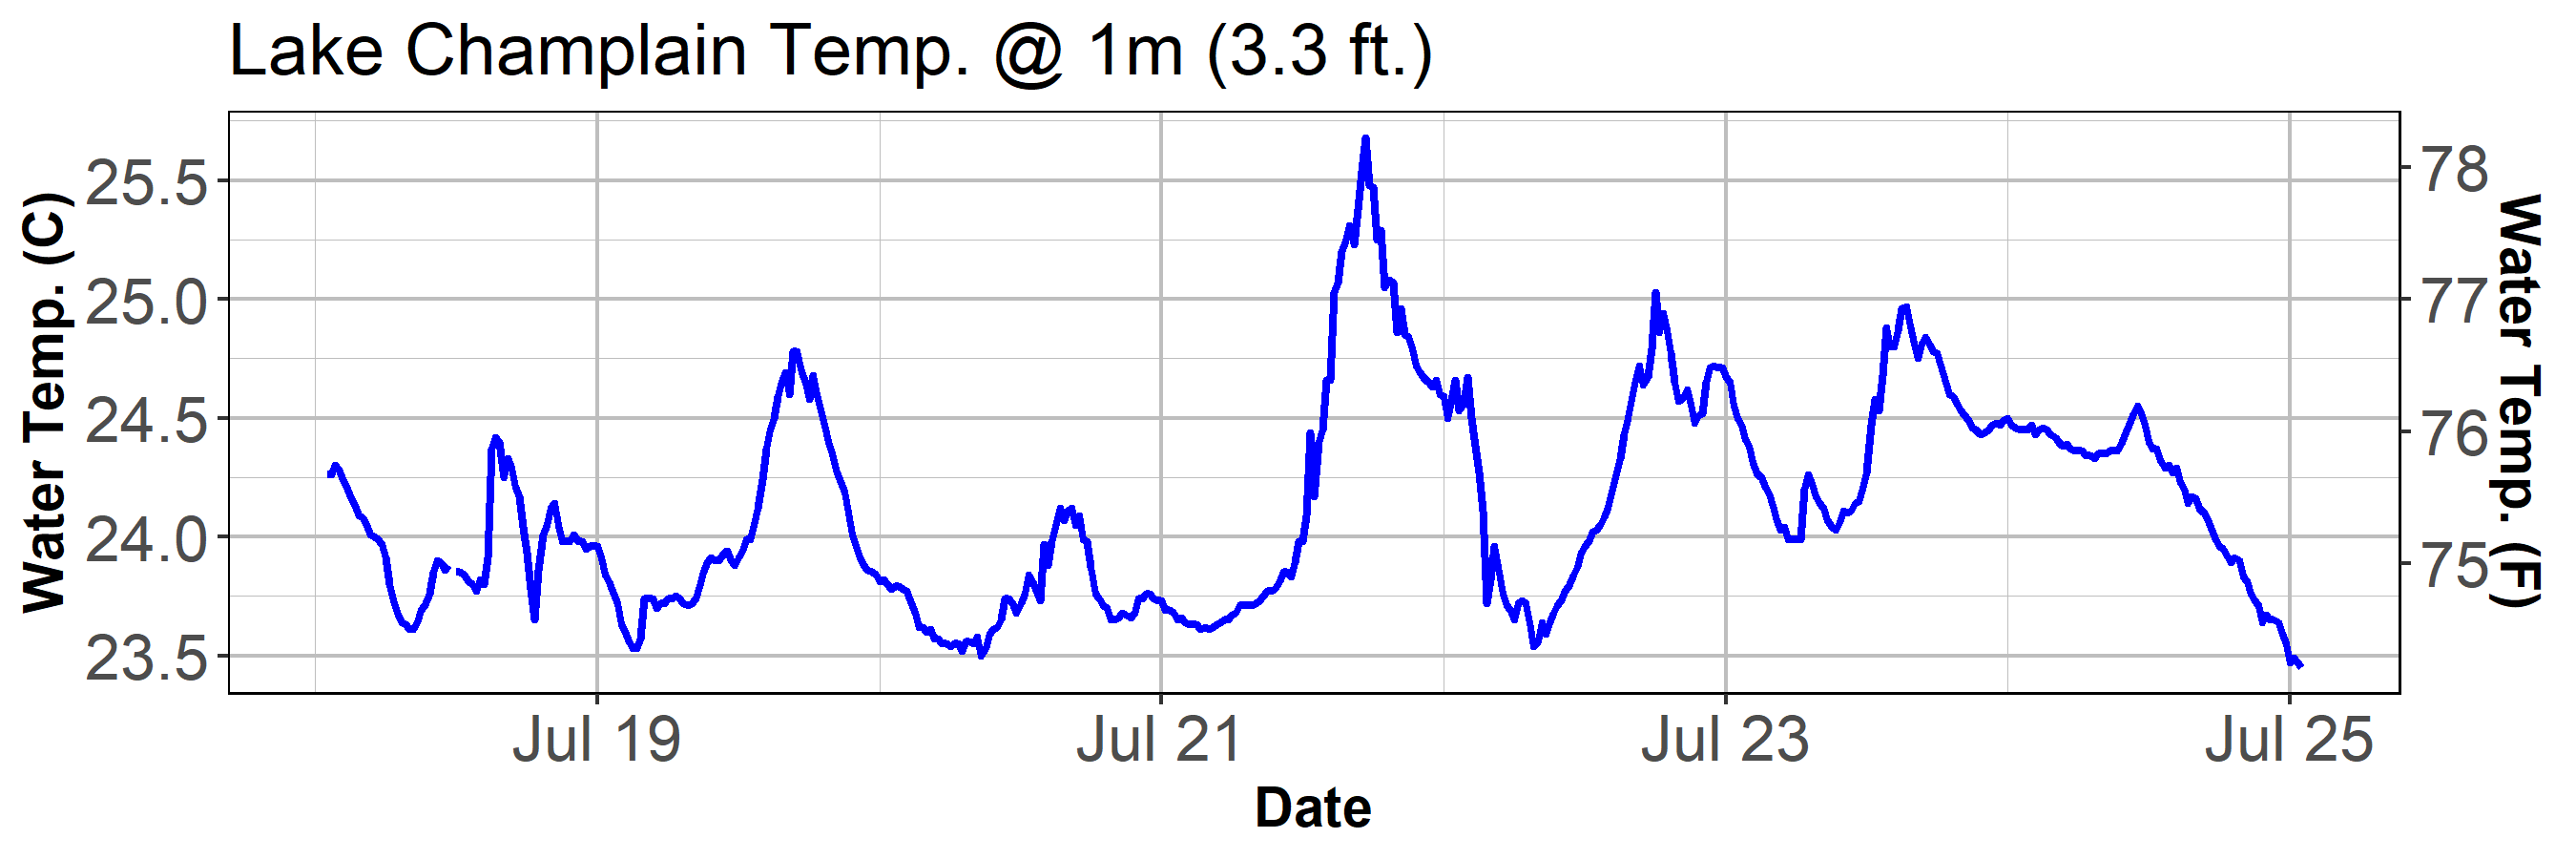 Lake Champlain Temp. @ 1m (3.3 ft.)
Water Temp. (C)
25.5
25.0
24.5
24.0
23.5
78
77
76
75
Water Temp. (F)
Jul 19
Jul 21
Jul 23
Jul 25
Date